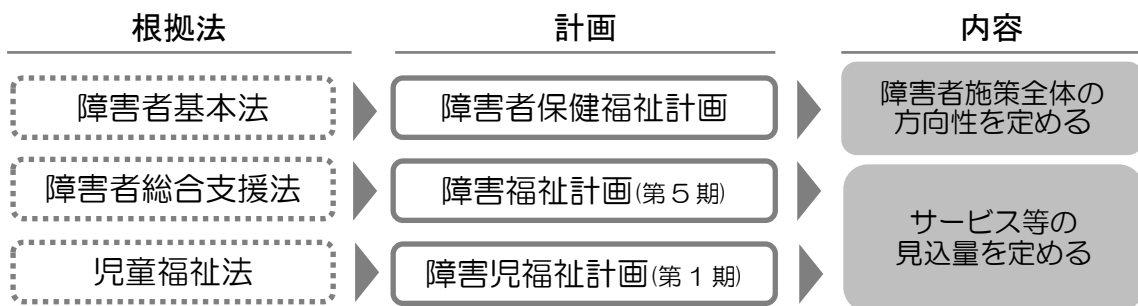 根拠法
計画
内容
障害者基本法
障害者保健福祉計画
障害者施策全体の
方向性を定める
障害者総合支援法
障害福祉計画(第5期)
サービス等の
見込量を定める
児童福祉法
障害児福祉計画(第1期)